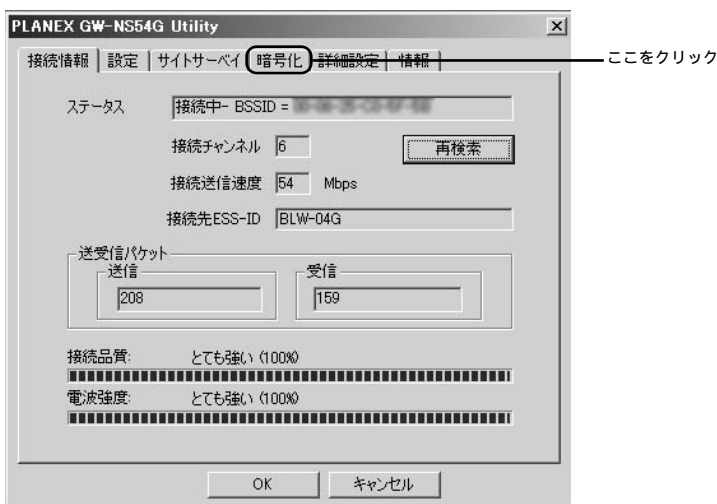 PLANEX GW-NS54G Utility
接続情報 設定 サイトサーベイ 暗号化 詳細設定 情報
ここをクリック
ステータス 接続中- BSSID =
接続チャンネル 6 再検索
接続送信速度 54 Mbps
接続先ESS-ID BLW-04G
送受信パケット
送信 受信
208 159
接続品質: とても強い (100%)
電波強度: とても強い (100%)
OK キャンセル